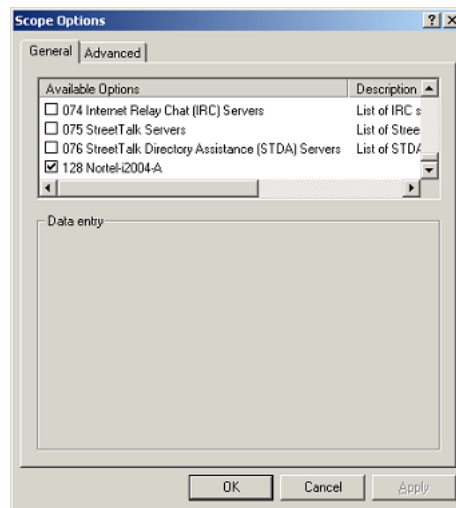 Scope Options
General Advanced
Available Options Description
074 Internet Relay Chat (IRC) Servers List of IRC s
075 StreetTalk Servers List of Stree
076 StreetTalk Directory Assistance (STDA) Servers List of STDA
128 Nortel-i2004-A
Data entry
OK Cancel Apply